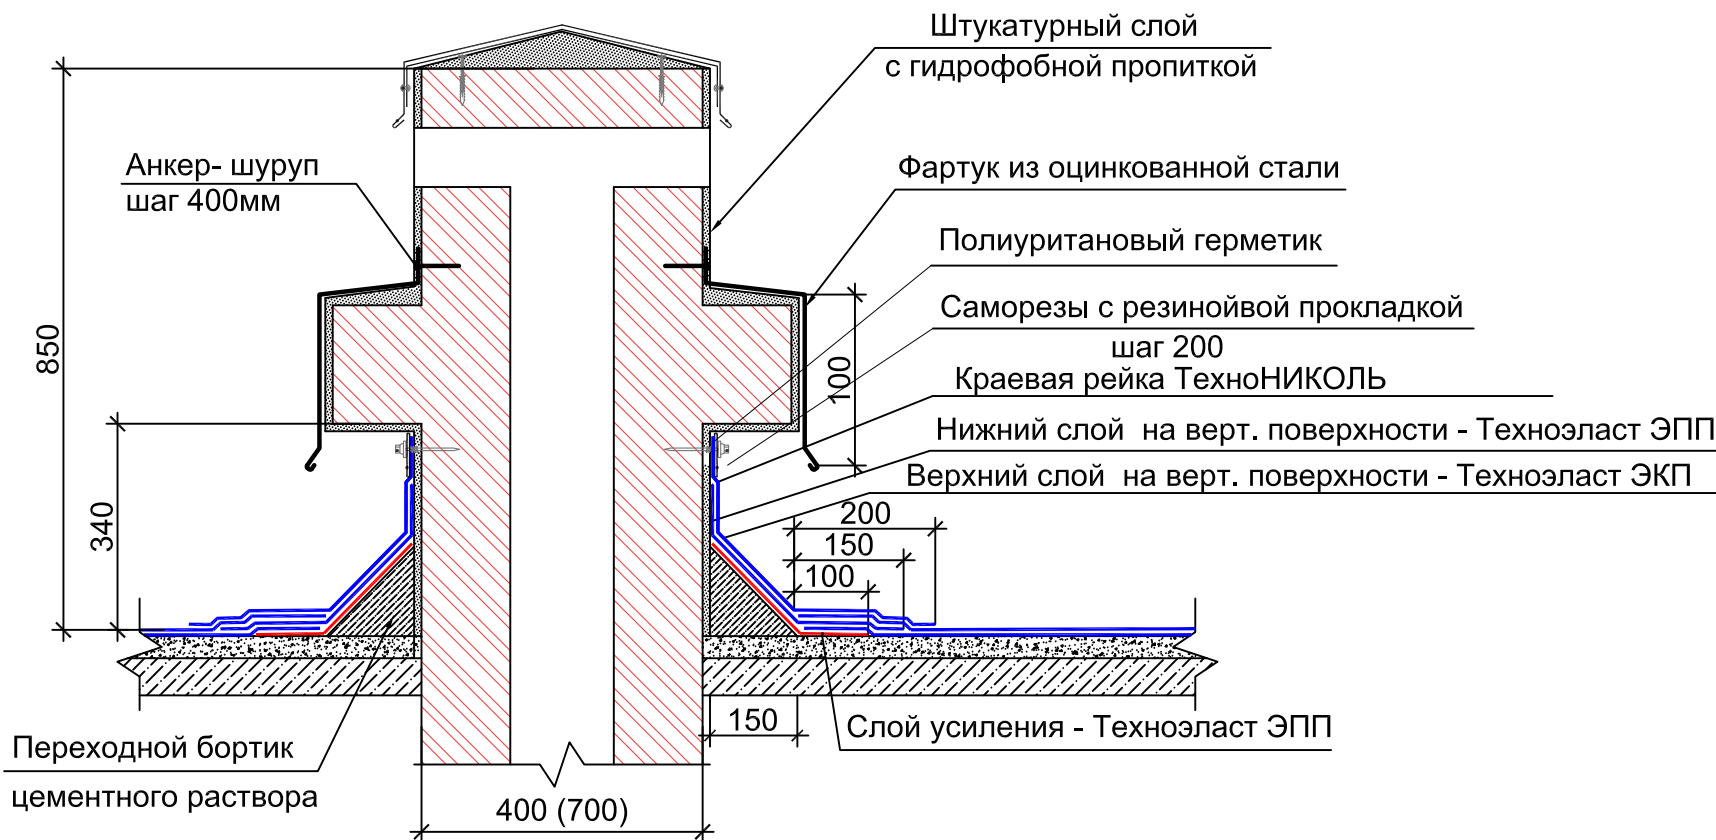 Штукатурный слой
с гидрофобной пропиткой
Анкер- шуруп
шаг 400мм
Фартук из оцинкованной стали
Полиуритановый герметик
Саморезы с резинойвой прокладкой
шаг 200
850
100
Краевая рейка ТехноНИКОЛЬ
Нижний слой на верт. поверхности - Техноэласт ЭПП
Верхний слой на верт. поверхности - Техноэласт ЭКП
340
200
150
100
150
Слой усиления - Техноэласт ЭПП
Переходной бортик
цементного раствора
400 (700)